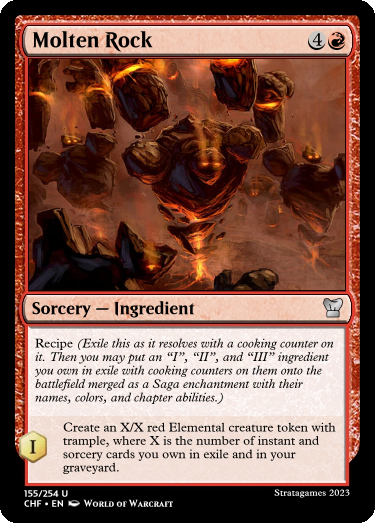 Molten Rock 4
Sorcery — Ingredient
Recipe (Exile this as it resolves with a cooking counter on
it. Then you may put an “I”, “II”, and “III” ingredient
you own in exile with cooking counters on them onto the
battlefield merged as a Saga enchantment with their
names, colors, and chapter abilities.)
I
Create an X/X red Elemental creature token with
trample, where X is the number of instant and
sorcery cards you own in exile and in your
graveyard.
155/254 U
CHF • EN World of Warcraft
Stratagames 2023